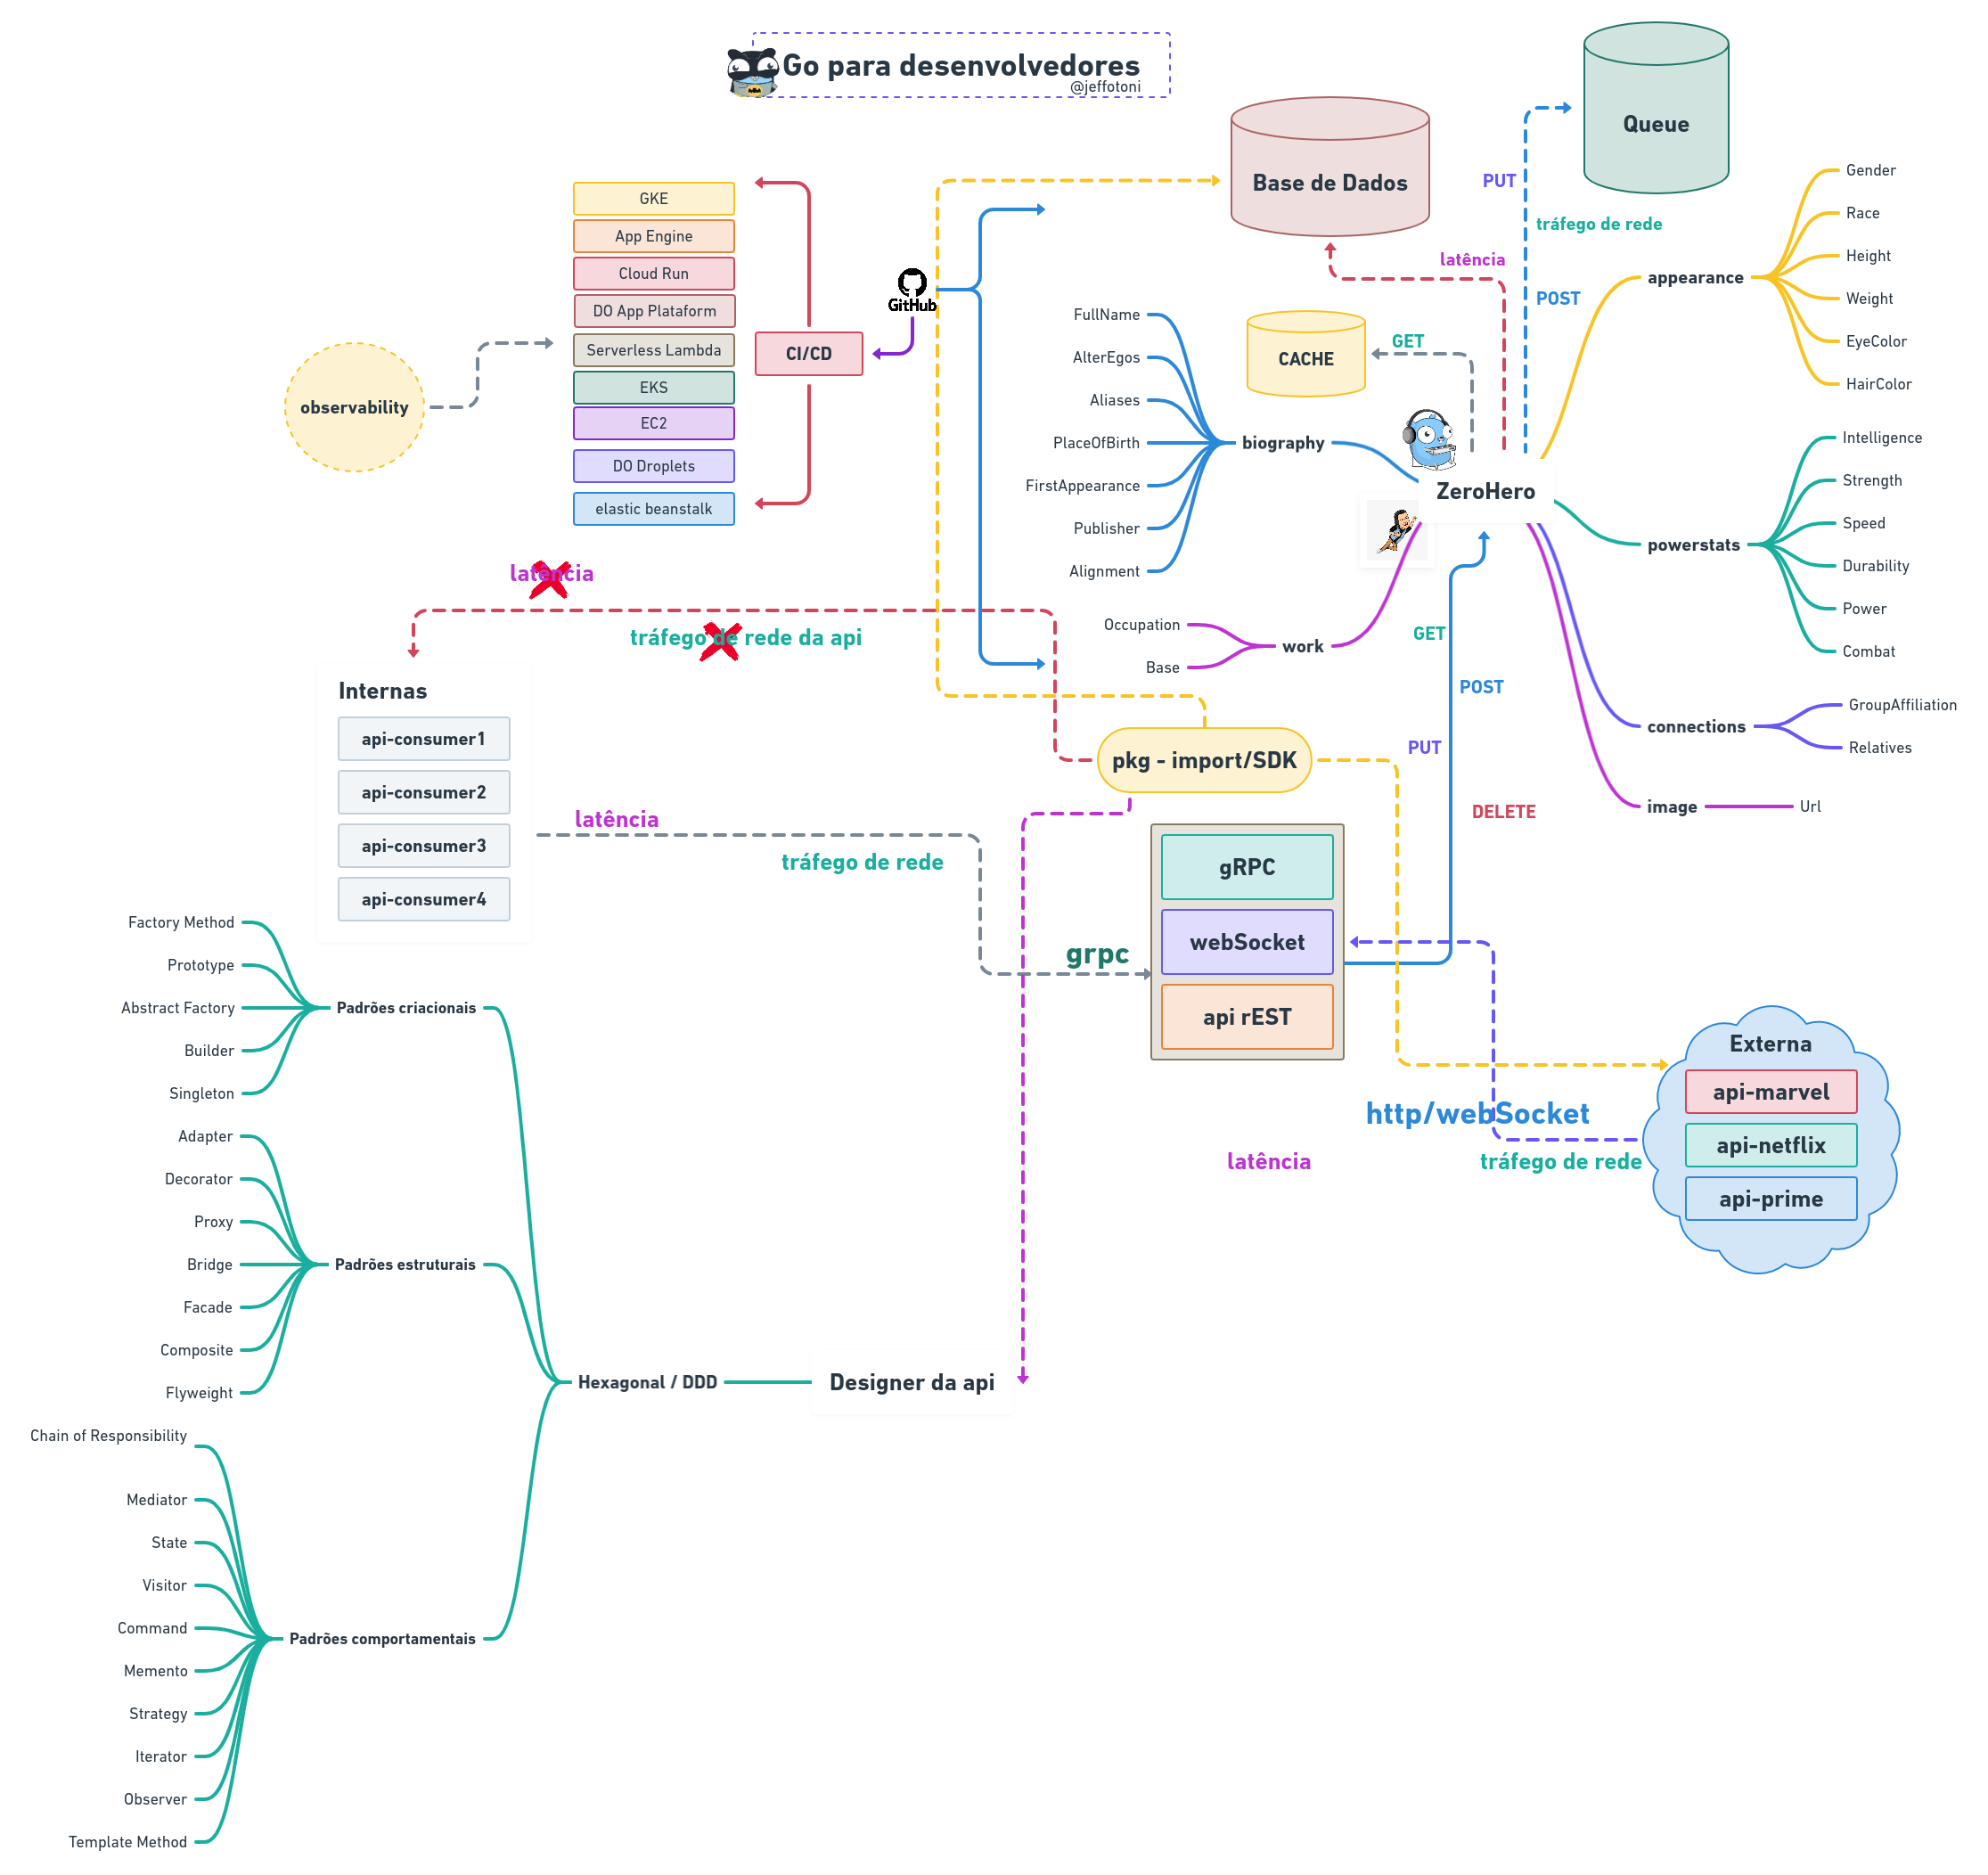 Go para desenvolvedores
@jeffotoni
Queue
Base de Dados
PUT
tráfego de rede
latência
POST
GKE
App Engine
Cloud Run
DO App Plataform
Serverless Lambda
EKS
EC2
DO Droplets
elastic beanstalk
CI/CD
GitHub
observability
CACHE
GET
ZeroHero
appearance
Gender
Race
Height
Weight
EyeColor
HairColor
biography
FullName
AlterEgos
Aliases
PlaceOfBirth
FirstAppearance
Publisher
Alignment
powerstats
Intelligence
Strength
Speed
Durability
Power
Combat
work
Occupation
Base
connections
GroupAffiliation
Relatives
image
Url
GET
POST
PUT
DELETE
latência
tráfego de rede da api
Internas
api-consumer1
api-consumer2
api-consumer3
api-consumer4
pkg - import/SDK
latência
tráfego de rede
grpc
gRPC
webSocket
api rEST
http/webSocket
latência
tráfego de rede
Externa
api-marvel
api-netflix
api-prime
Designer da api
Hexagonal / DDD
Padrões criacionais
Factory Method
Prototype
Abstract Factory
Builder
Singleton
Padrões estruturais
Adapter
Decorator
Proxy
Bridge
Facade
Composite
Flyweight
Padrões comportamentais
Chain of Responsibility
Mediator
State
Visitor
Command
Memento
Strategy
Iterator
Observer
Template Method